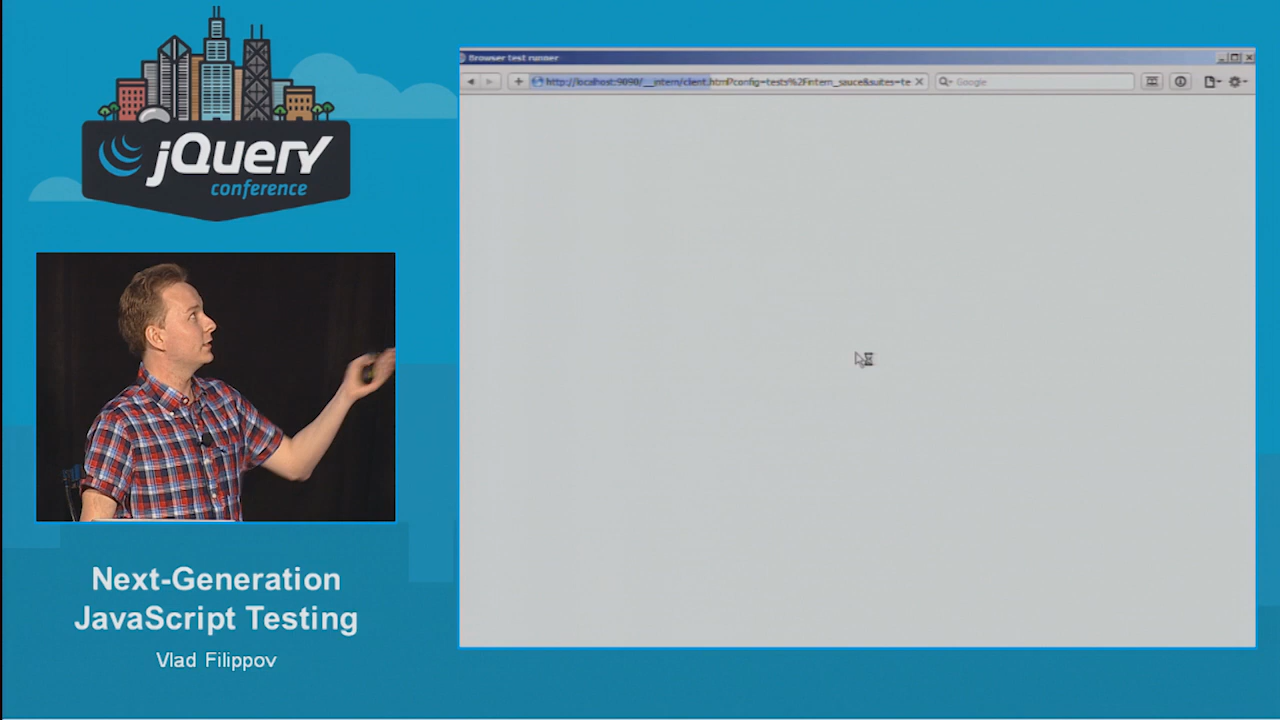 jQuery
conference
Next-Generation
JavaScript Testing
Vlad Filippov
Browser test runner
http://localhost:9090/__intern/client.html?config=tests%2Fintern_sauce&suites=te
Google